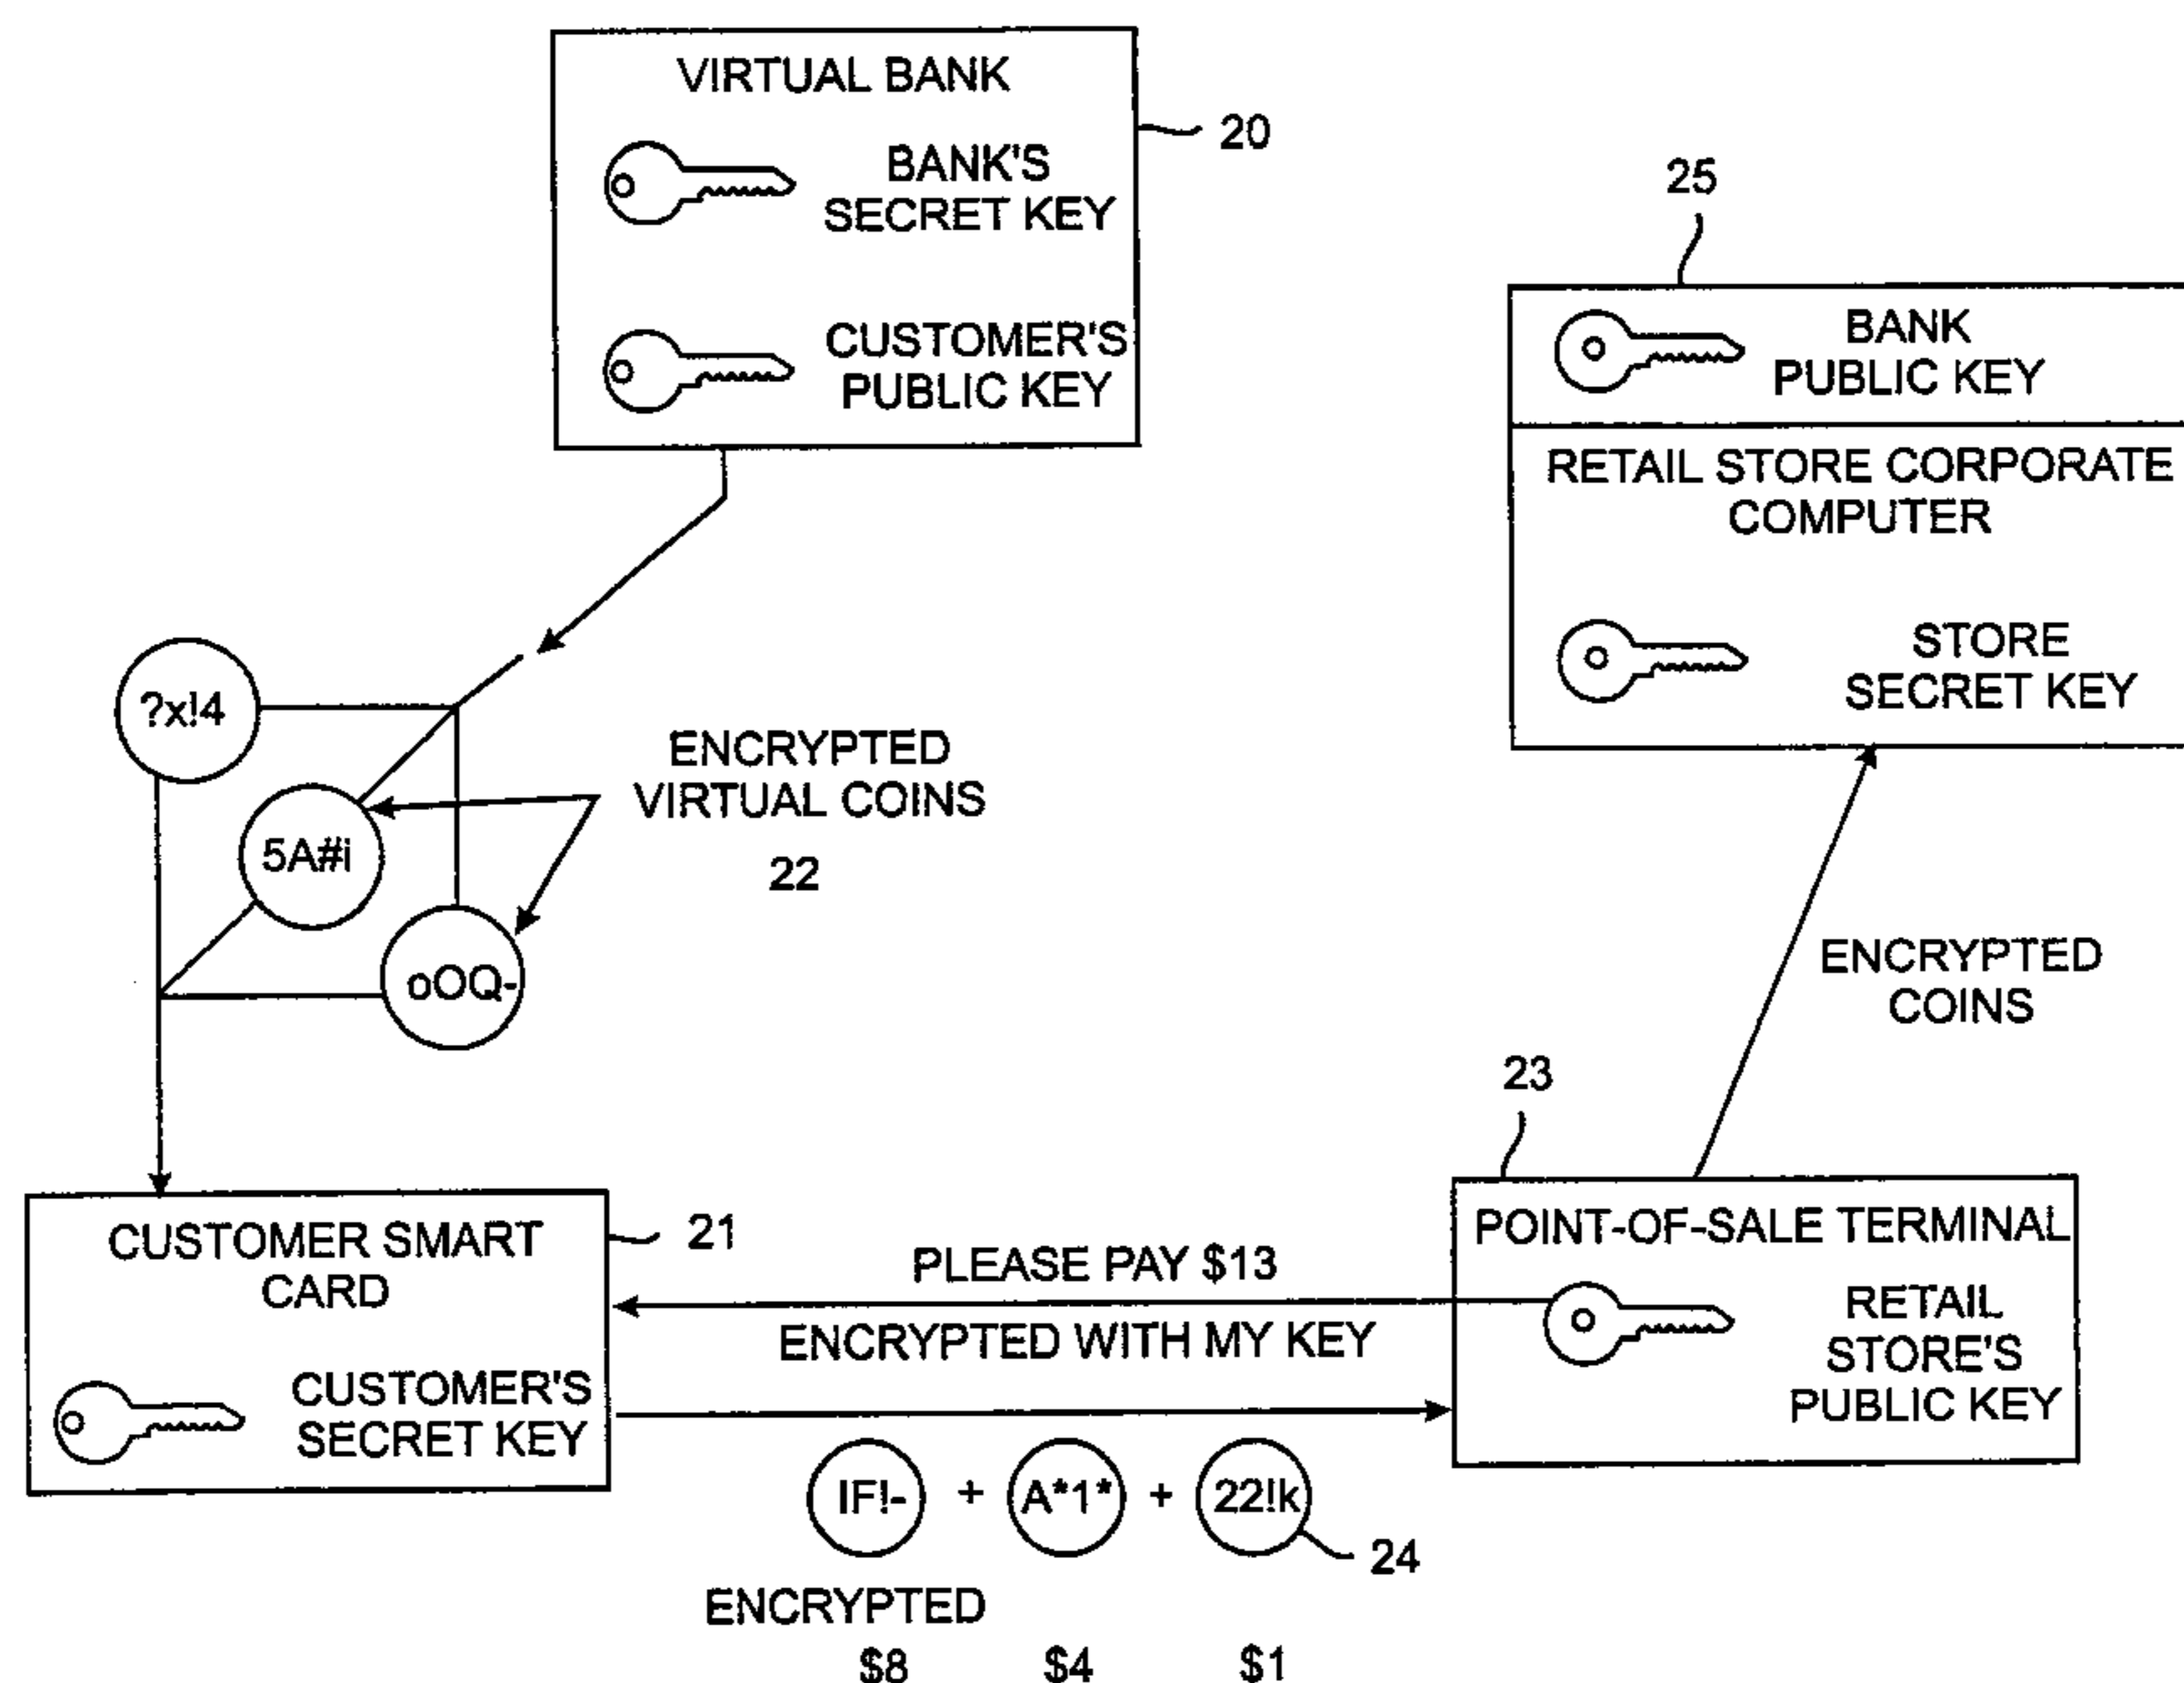 VIRTUAL BANK
BANK'S
SECRET KEY
CUSTOMER'S
PUBLIC KEY
20
25
BANK
PUBLIC KEY
RETAIL STORE CORPORATE
COMPUTER
STORE
SECRET KEY
?x!4
5A#i
oOQ-
ENCRYPTED
VIRTUAL COINS
22
ENCRYPTED
COINS
23
CUSTOMER SMART
CARD
CUSTOMER'S
SECRET KEY
21
PLEASE PAY $13
ENCRYPTED WITH MY KEY
POINT-OF-SALE TERMINAL
RETAIL
STORE'S
PUBLIC KEY
IF!- + A*1* + 22!k
24
ENCRYPTED
$8 $4 $1